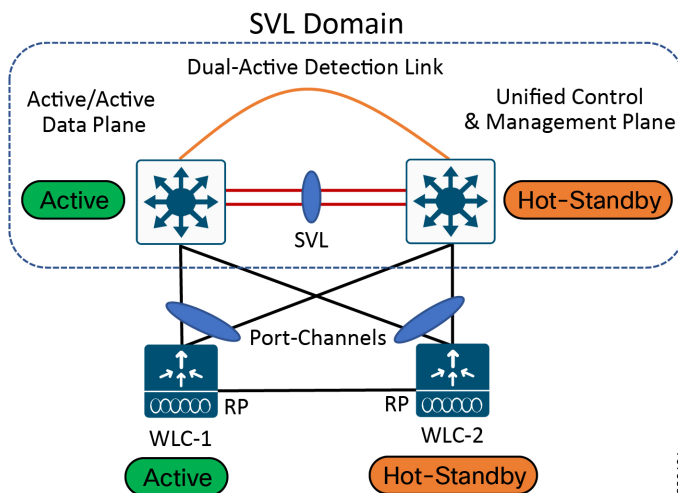 SVL Domain
Dual-Active Detection Link
Active/Active
Data Plane
Unified Control
& Management Plane
Active
Hot-Standby
SVL
Port-Channels
RP
RP
WLC-1
WLC-2
Active
Hot-Standby